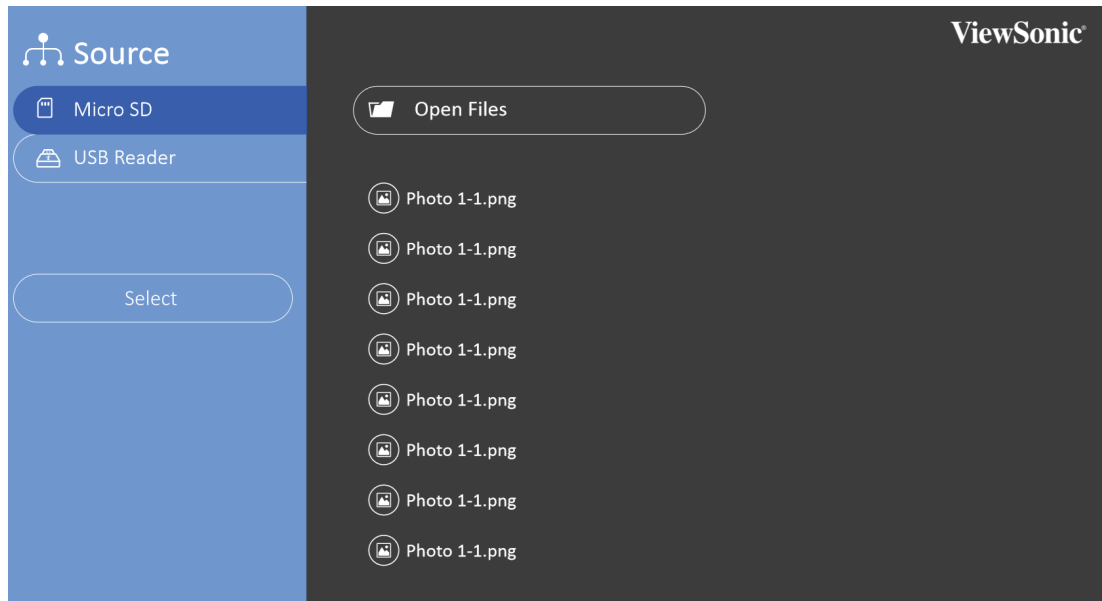 Source
Micro SD
USB Reader
Select
ViewSonic®
Open Files
Photo 1-1.png
Photo 1-1.png
Photo 1-1.png
Photo 1-1.png
Photo 1-1.png
Photo 1-1.png
Photo 1-1.png
Photo 1-1.png